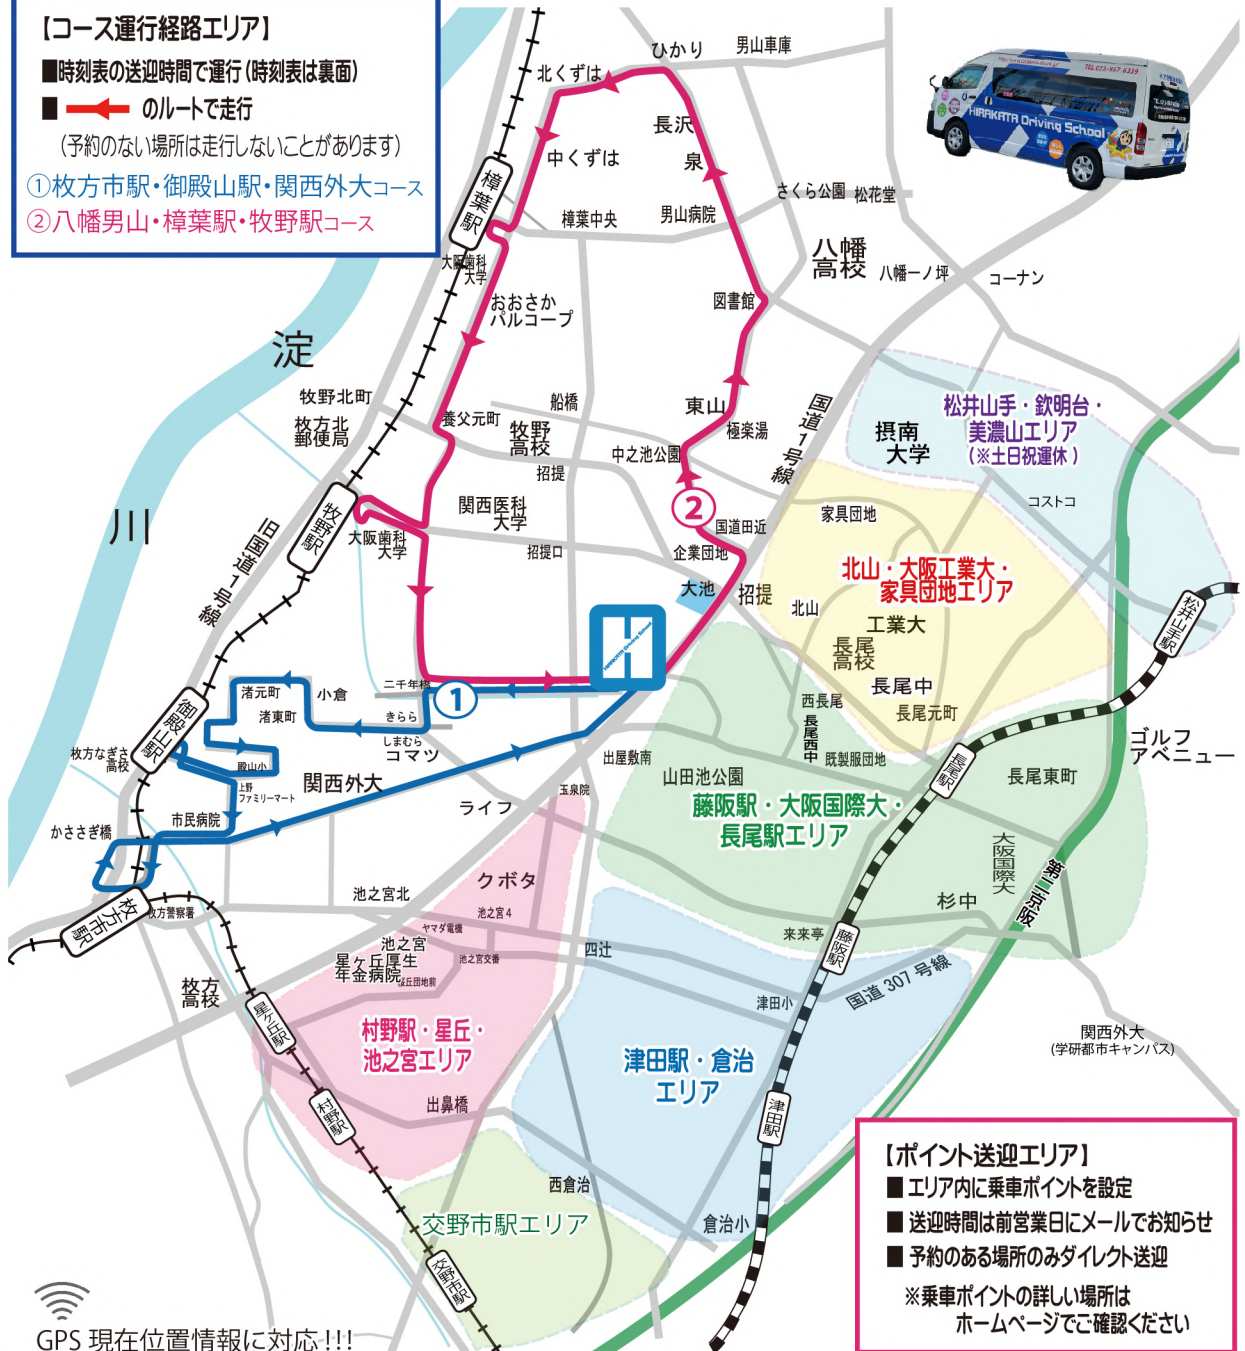 【コース運行経路エリア】
■時刻表の送迎時間で運行(時刻表は裏面)
■ のルートで走行
(予約のない場所は走行しないことがあります)
①枚方市駅・御殿山駅・関西外大コース
②八幡男山・樟葉駅・牧野駅コース
ひかり
男山車庫
北くずは
長沢
泉
中くずは
樟葉駅
樟葉中央
男山病院
さくら公園
松花堂
八幡
高校
八幡一ノ坪
コーナン
大阪歯科
大学
おおさか
パルコープ
図書館
淀
川
牧野北町
枚方北
郵便局
養父元町
船橋
牧野
高校
招提
東山
極楽湯
中之池公園
国道1号線
摂南
大学
松井山手・欽明台・
美濃山エリア
(※土日祝運休)
コストコ
牧野駅
旧国道1号線
大阪歯科
大学
関西医科
大学
招提口
②
国道田近
企業団地
大池
招提
家具団地
北山・大阪工業大・
家具団地エリア
北山
工業大
長尾
高校
長尾中
長尾元町
松井山手駅
HIRAKATA Driving School
TEL 072-957-6339
H
HIRAKATA Driving School
二千年橋
①
きらら
しまむら
コマツ
渚元町
小倉
渚東町
御殿山駅
枚方なぎさ
高校
殿山小
上野
ファミリーマート
関西外大
市民病院
かささぎ橋
枚方市駅
枚方警察署
ライフ
出屋敷南
玉泉院
西長尾
長尾西中
既製服団地
山田池公園
藤阪駅・大阪国際大・
長尾駅エリア
長尾駅
長尾東町
ゴルフ
アベニュー
大阪国際大
第二京阪
杉中
来来亭
藤阪駅
クボタ
池之宮北
池之宮4
ヤマダ電機
池之宮
池之宮交番
星ヶ丘厚生
年金病院
星丘団地前
四辻
津田小
国道307号線
枚方
高校
星ヶ丘駅
村野駅・星丘・
池之宮エリア
津田駅・倉治
エリア
関西外大
(学研都市キャンパス)
出鼻橋
村野駅
津田駅
西倉治
倉治小
交野市駅エリア
交野市駅
【ポイント送迎エリア】
■エリア内に乗車ポイントを設定
■送迎時間は前営業日にメールでお知らせ
■予約のある場所のみダイレクト送迎
※乗車ポイントの詳しい場所は
ホームページでご確認ください
GPS 現在位置情報に対応!!!